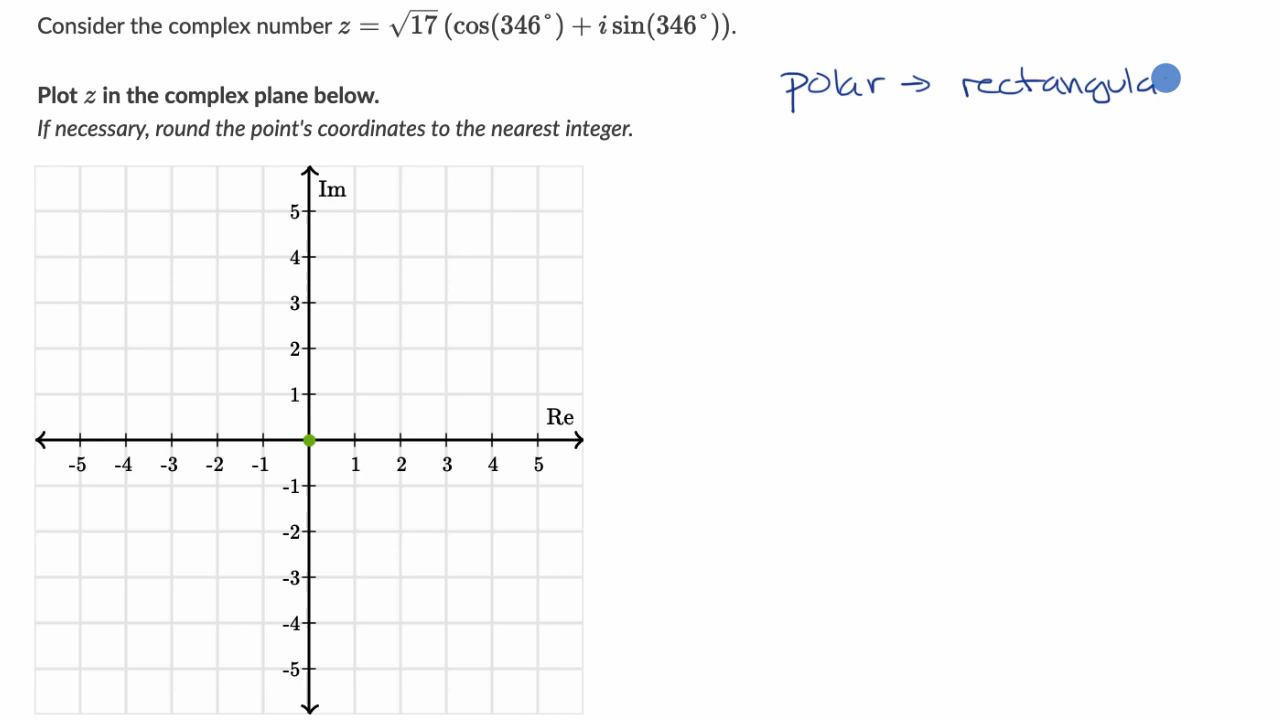 Consider the complex number z = √17 (cos(346°) + i sin(346°)).
polar → rectangula
Plot z in the complex plane below.
If necessary, round the point's coordinates to the nearest integer.
Im
5
4
3
2
1
Re
-5 -4 -3 -2 -1 1 2 3 4 5
-1
-2
-3
-4
-5